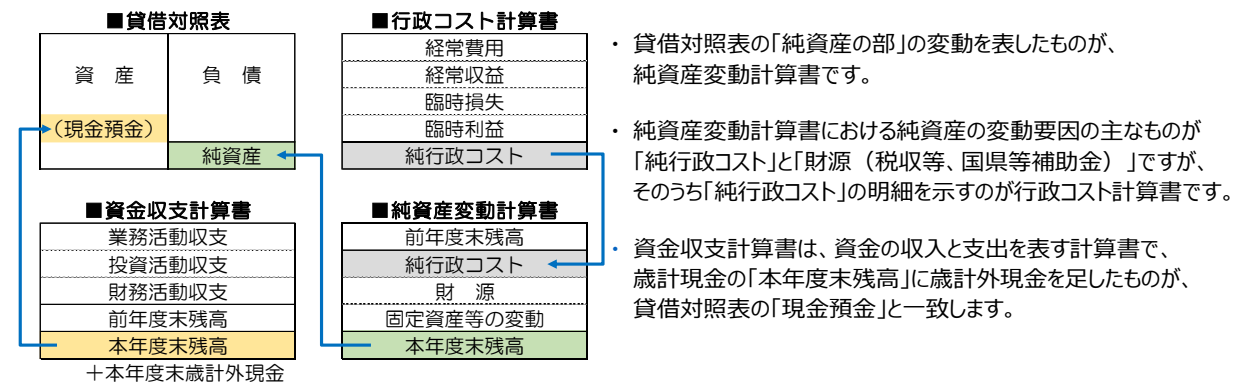 ■貸借対照表
資　産
負　債
（現金預金）
純資産
■行政コスト計算書
経常費用
経常収益
臨時損失
臨時利益
純行政コスト
■資金収支計算書
業務活動収支
投資活動収支
財務活動収支
前年度末残高
本年度末残高
＋本年度末歳計外現金
■純資産変動計算書
前年度末残高
純行政コスト
財　源
固定資産等の変動
本年度末残高
・ 貸借対照表の「純資産の部」の変動を表したものが、
純資産変動計算書です。
・ 純資産変動計算書における純資産の変動要因の主なものが
「純行政コスト」と「財源（税収等、国県等補助金）」ですが、
そのうち「純行政コスト」の明細を示すのが行政コスト計算書です。
・ 資金収支計算書は、資金の収入と支出を表す計算書で、
歳計現金の「本年度末残高」に歳計外現金を足したものが、
貸借対照表の「現金預金」と一致します。